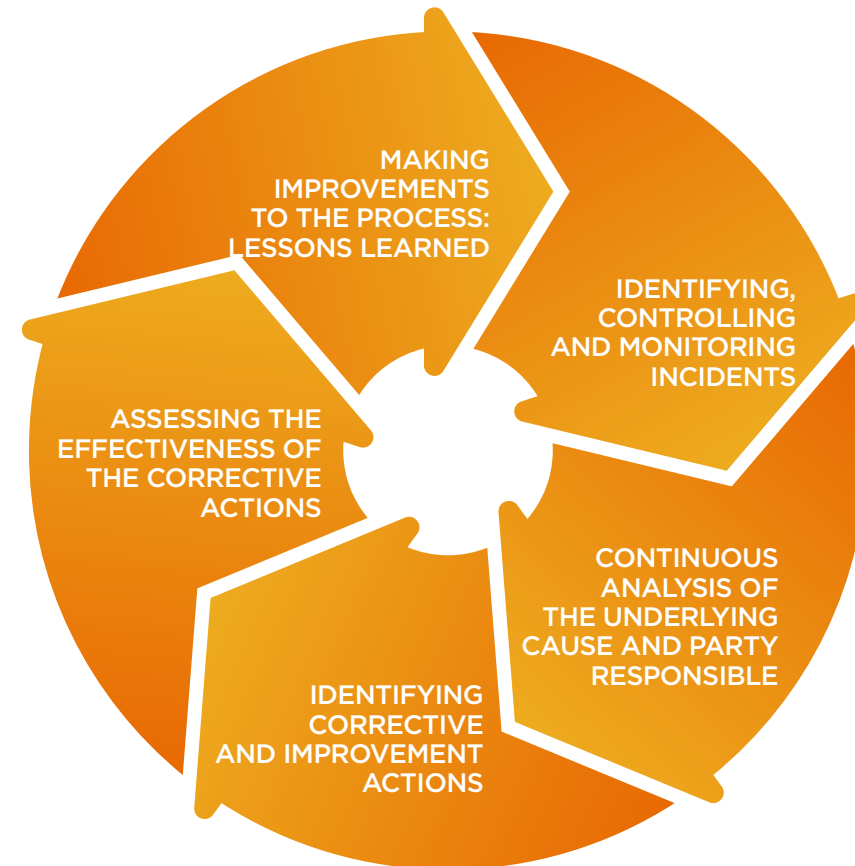 MAKING
IMPROVEMENTS
TO THE PROCESS:
LESSONS LEARNED
IDENTIFYING,
CONTROLLING
AND MONITORING
INCIDENTS
CONTINUOUS
ANALYSIS OF
THE UNDERLYING
CAUSE AND PARTY
RESPONSIBLE
IDENTIFYING
CORRECTIVE
AND IMPROVEMENT
ACTIONS
ASSESSING THE
EFFECTIVENESS OF
THE CORRECTIVE
ACTIONS